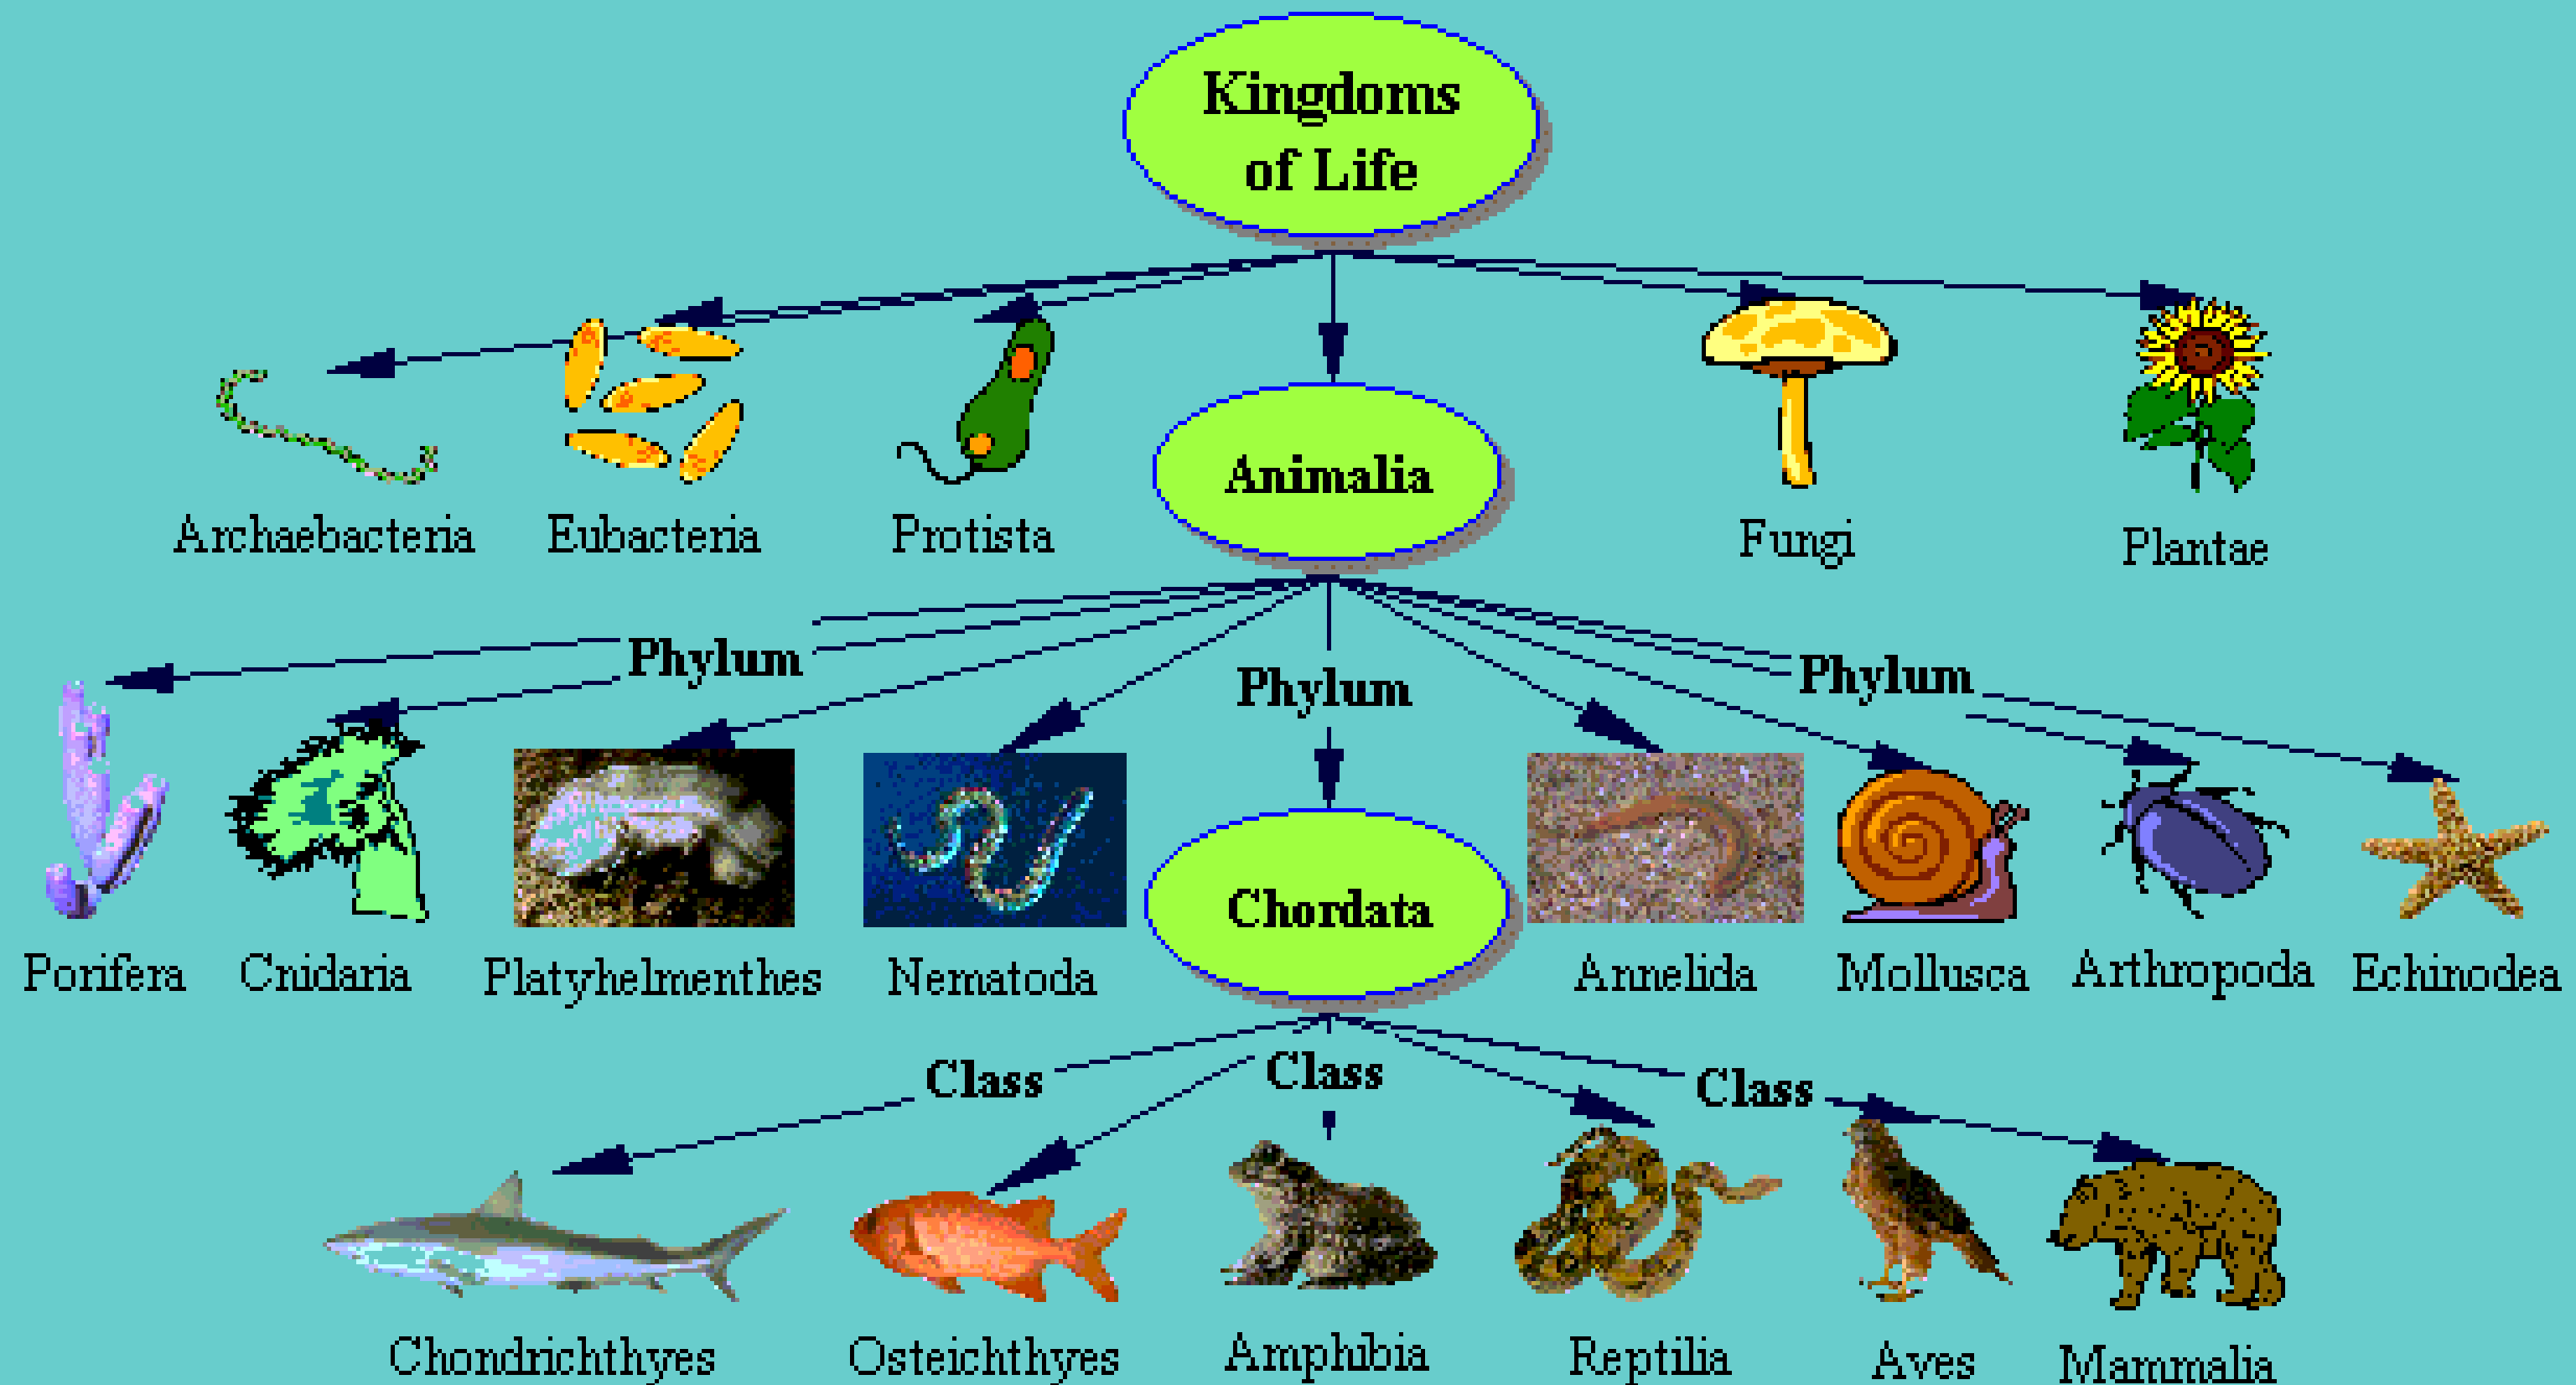 Kingdoms
of Life
Archaebacteria
Eubacteria
Protista
Animalia
Fungi
Plantae
Phylum
Phylum
Phylum
Porifera
Cnidaria
Platyhelmenthes
Nematoda
Chordata
Annelida
Mollusca
Arthropoda
Echinodea
Class
Class
Class
Chondrichthyes
Osteichthyes
Amphibia
Reptilia
Aves
Mammalia